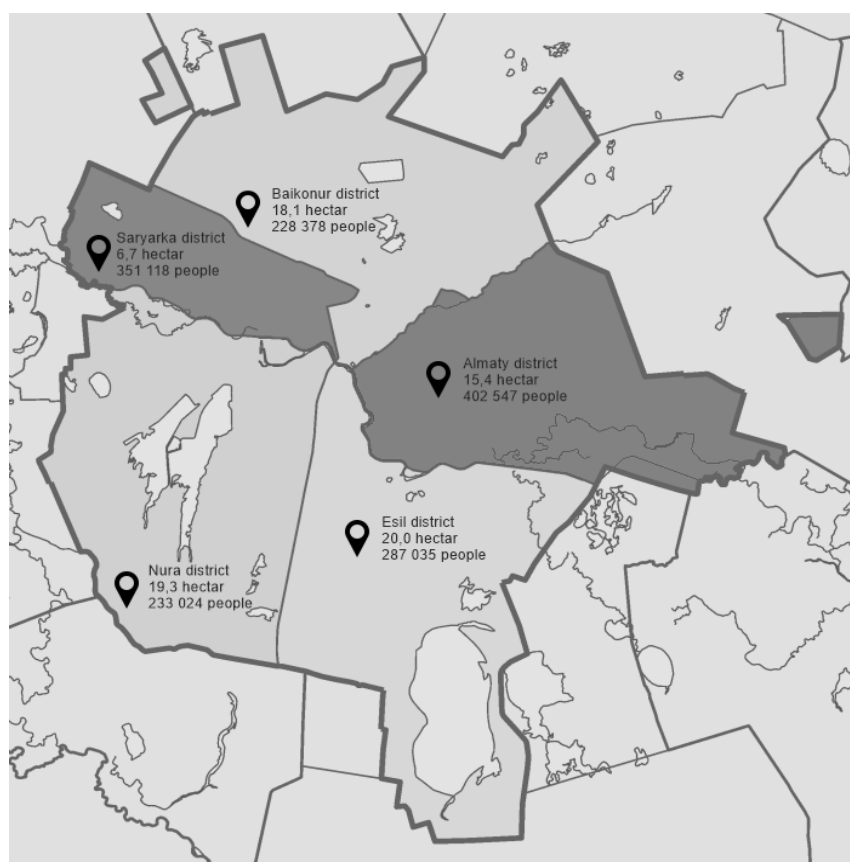 Baikonur district
18,1 hectar
228 378 people
Saryarka district
6,7 hectar
351 118 people
Almaty district
15,4 hectar
402 547 people
Esil district
20,0 hectar
287 035 people
Nura district
19,3 hectar
233 024 people